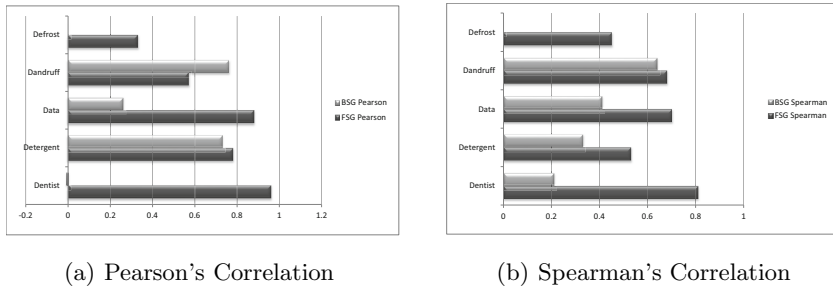 Defrost
Dandruff
Data
Detergent
Dentist
-0.2 0 0.2 0.4 0.6 0.8 1 1.2
BSG Pearson
FSG Pearson
(a) Pearson's Correlation
Defrost
Dandruff
Data
Detergent
Dentist
0 0.2 0.4 0.6 0.8 1
BSG Spearman
FSG Spearman
(b) Spearman's Correlation